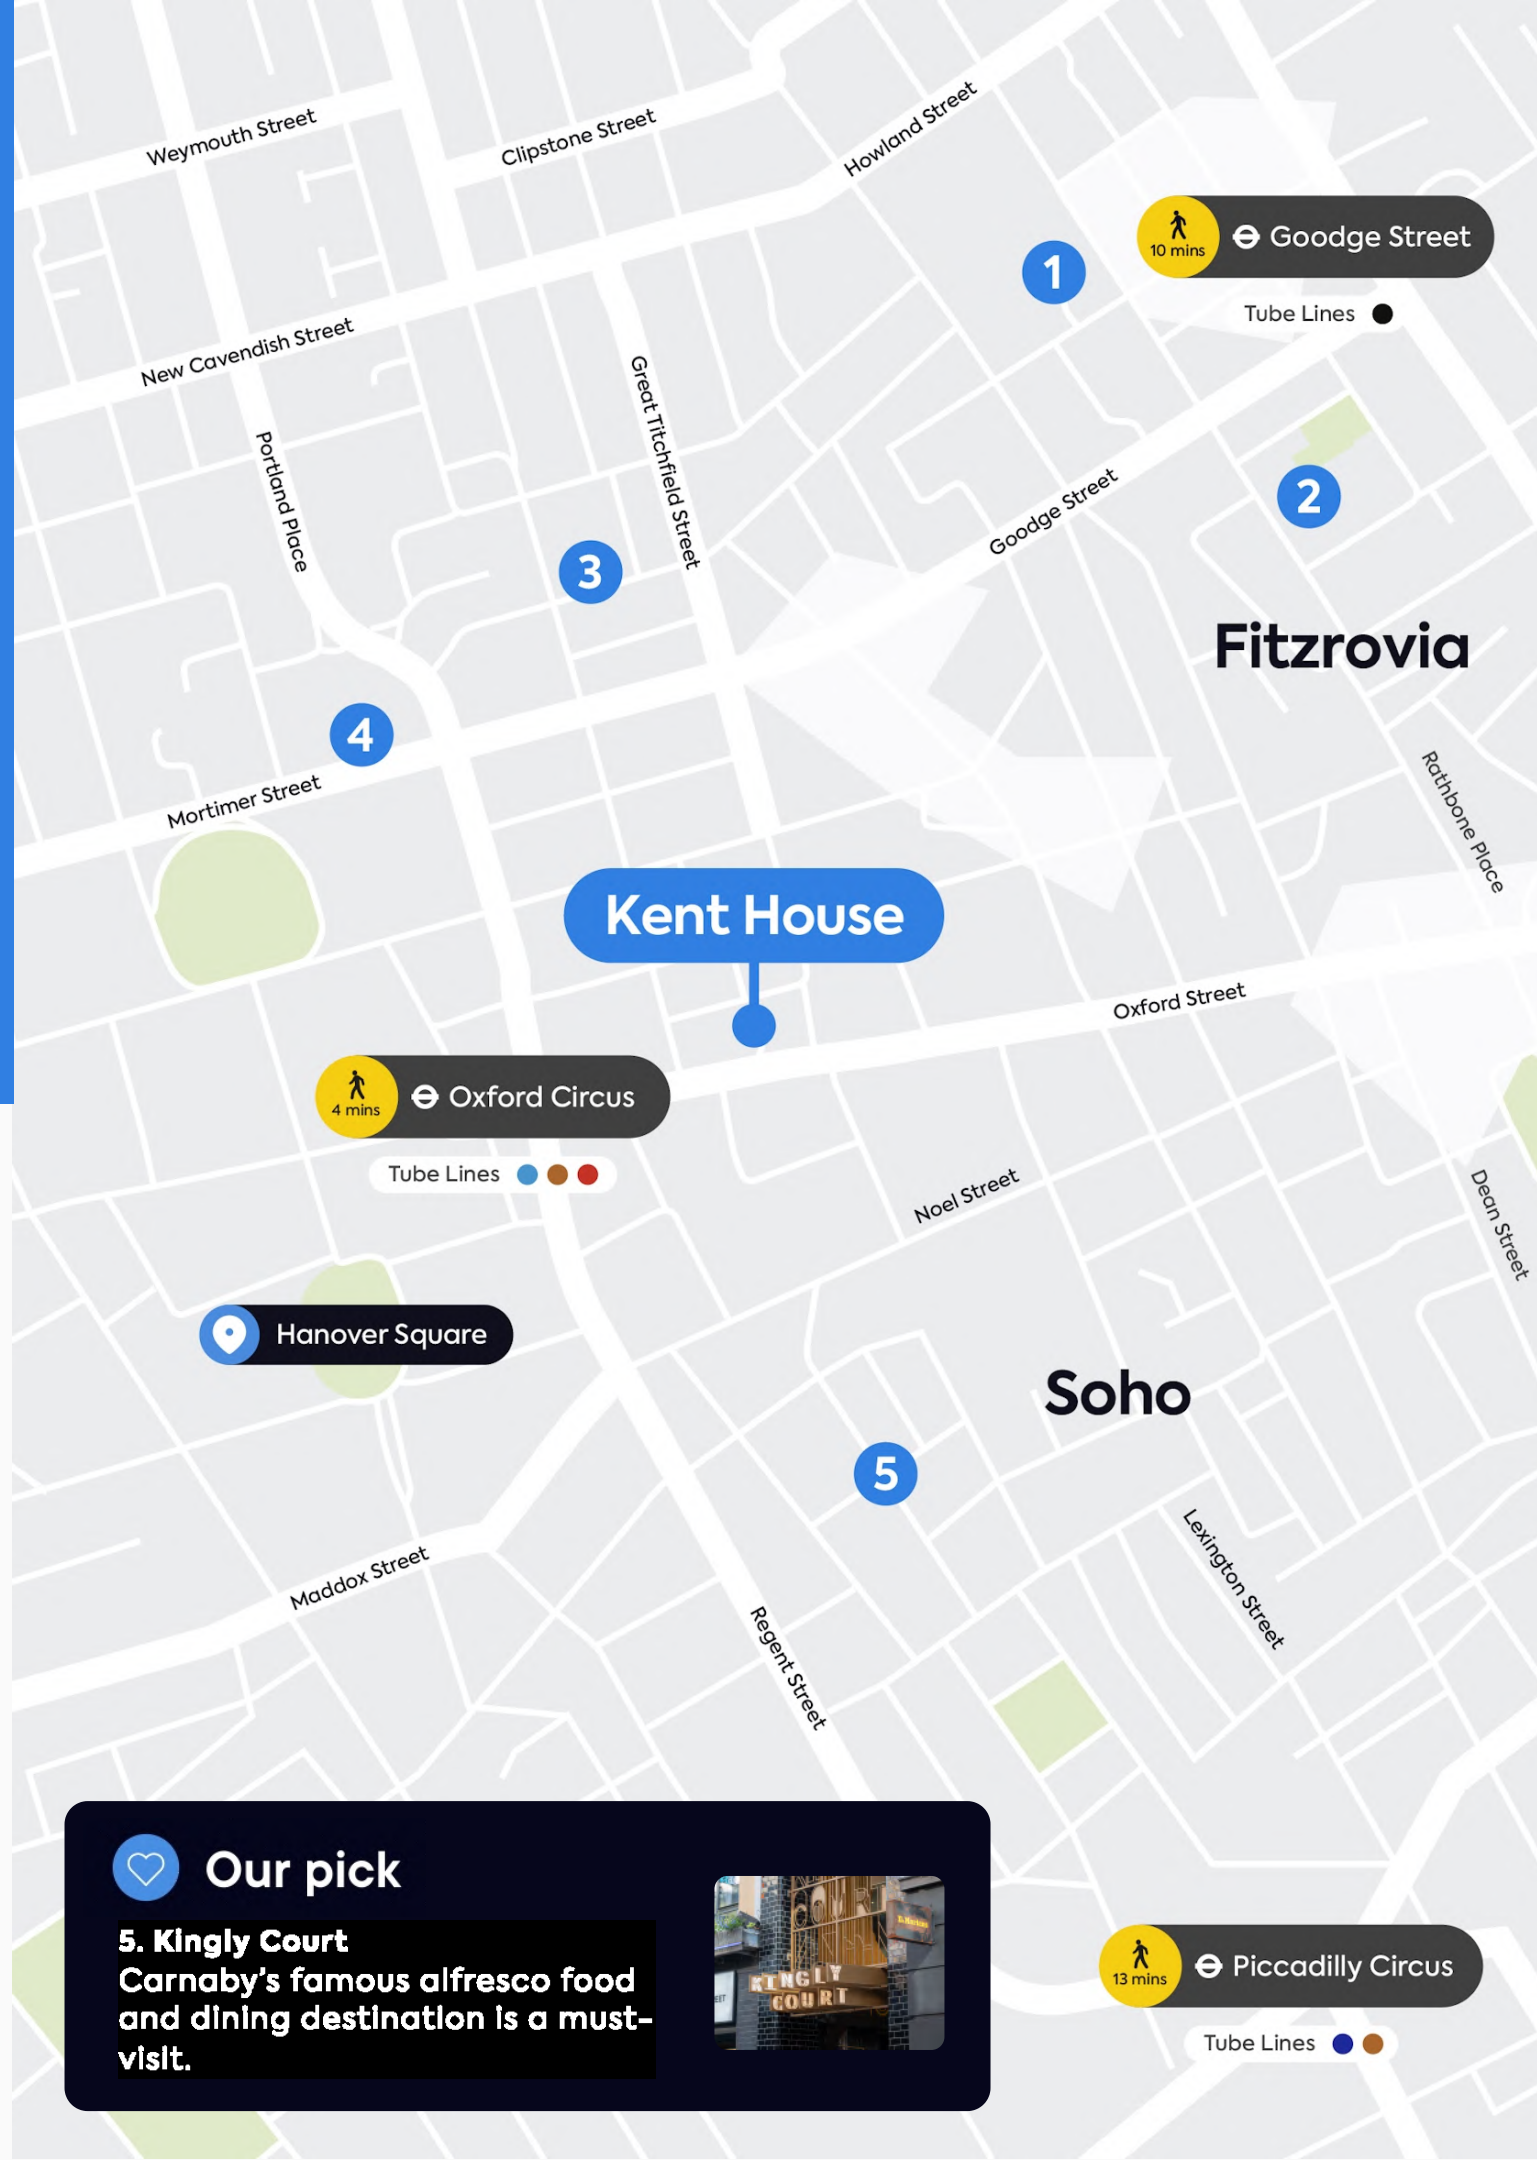 Weymouth Street
Clipstone Street
Howland Street
10 mins
Goodge Street
1
Tube Lines
New Cavendish Street
Great Titchfield Street
Portland Place
2
Goodge Street
3
Fitzrovia
4
Mortimer Street
Rathbone Place
Kent House
Oxford Street
4 mins
Oxford Circus
Tube Lines
Noel Street
Dean Street
Hanover Square
Soho
5
Lexington Street
Maddox Street
Regent Street
Our pick
5. Kingly Court
Carnaby's famous alfresco food
and dining destination is a must-
visit.
COURT
KINGLY
COURT
13 mins
Piccadilly Circus
Tube Lines